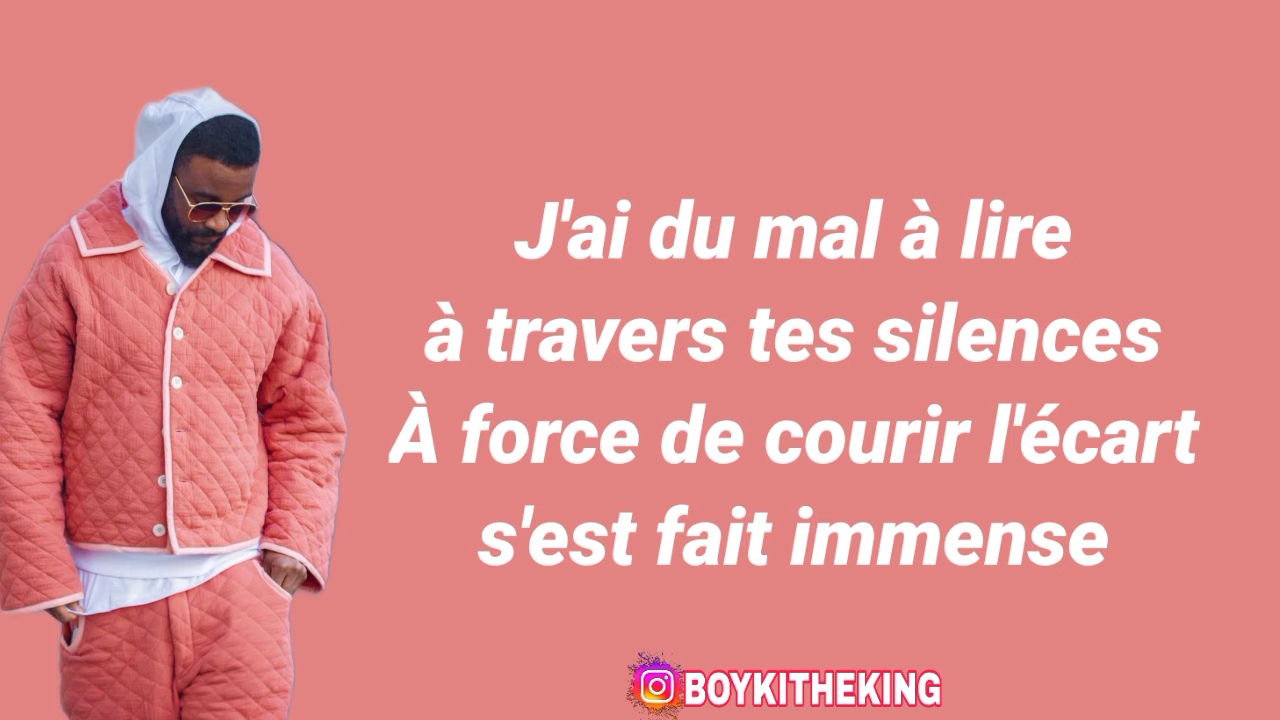 J'ai du mal à lire
à travers tes silences
À force de courir l'écart
s'est fait immense
BOYKITHEKING